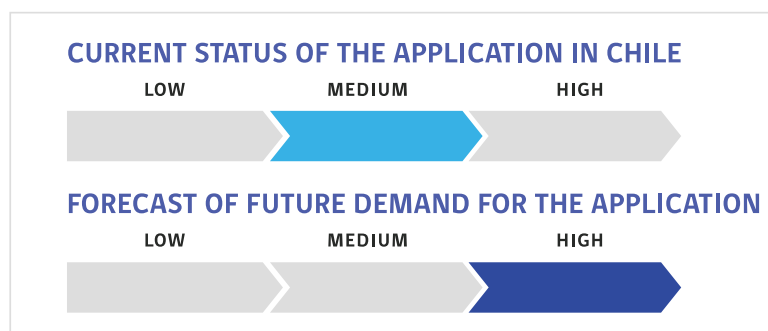 CURRENT STATUS OF THE APPLICATION IN CHILE
LOW MEDIUM HIGH
FORECAST OF FUTURE DEMAND FOR THE APPLICATION
LOW MEDIUM HIGH